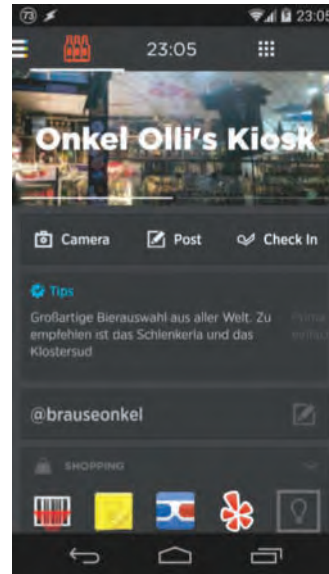 73 23:05
23:05
Onkel Olli's Kiosk
Camera Post Check In
Tips
Großartige Bierauswahl aus aller Welt. Zu
empfehlen ist das Schlenkerla und das
Klostersud
@brauseonkel
SHOPPING